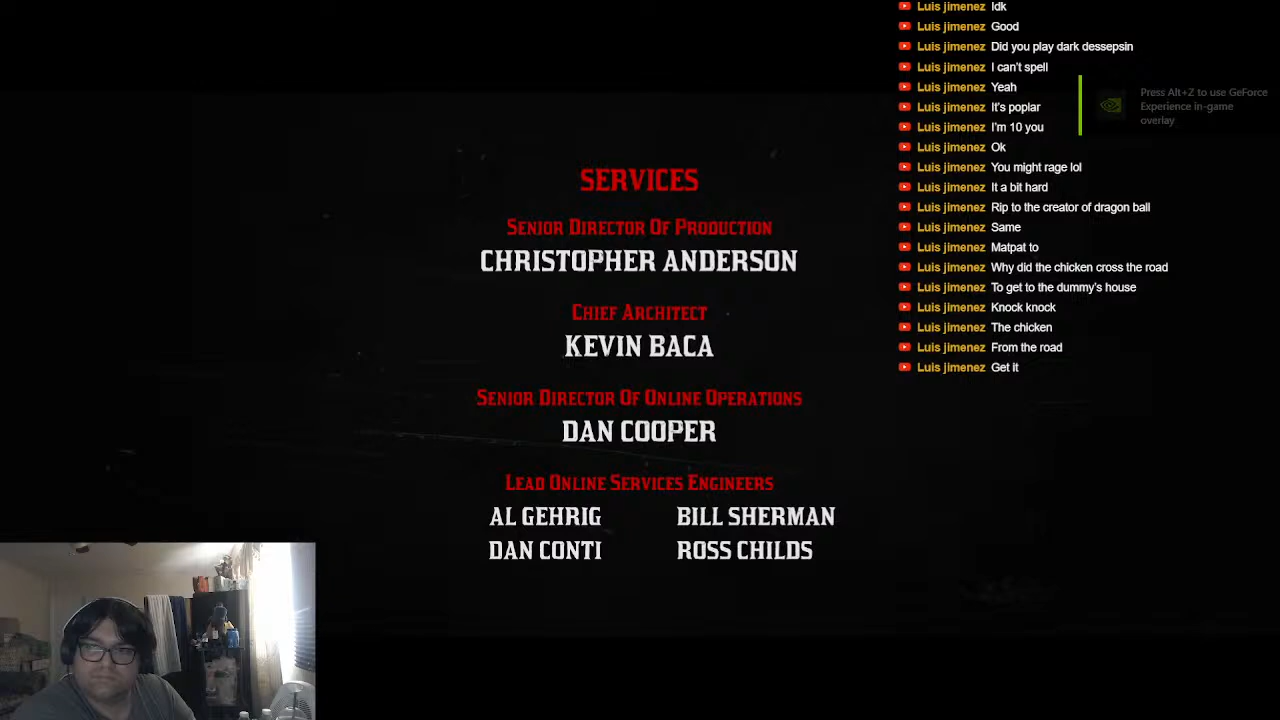 SERVICES
SENIOR DIRECTOR OF PRODUCTION
CHRISTOPHER ANDERSON
CHIEF ARCHITECT
KEVIN BACA
SENIOR DIRECTOR OF ONLINE OPERATIONS
DAN COOPER
LEAD ONLINE SERVICES ENGINEERS
AL GEHRIG BILL SHERMAN
DAN CONTI ROSS CHILDS
Luis jimenez Idk
Luis jimenez Good
Luis jimenez Did you play dark dessepsin
Luis jimenez I can't spell
Luis jimenez Yeah
Luis jimenez It's poplar
Luis jimenez I'm 10 you
Luis jimenez Ok
Luis jimenez You might rage lol
Luis jimenez It a bit hard
Luis jimenez Rip to the creator of dragon ball
Luis jimenez Same
Luis jimenez Matpat to
Luis jimenez Why did the chicken cross the road
Luis jimenez To get to the dummy's house
Luis jimenez Knock knock
Luis jimenez The chicken
Luis jimenez From the road
Luis jimenez Get it
Press Alt+Z to use GeForce
Experience in-game
overlay